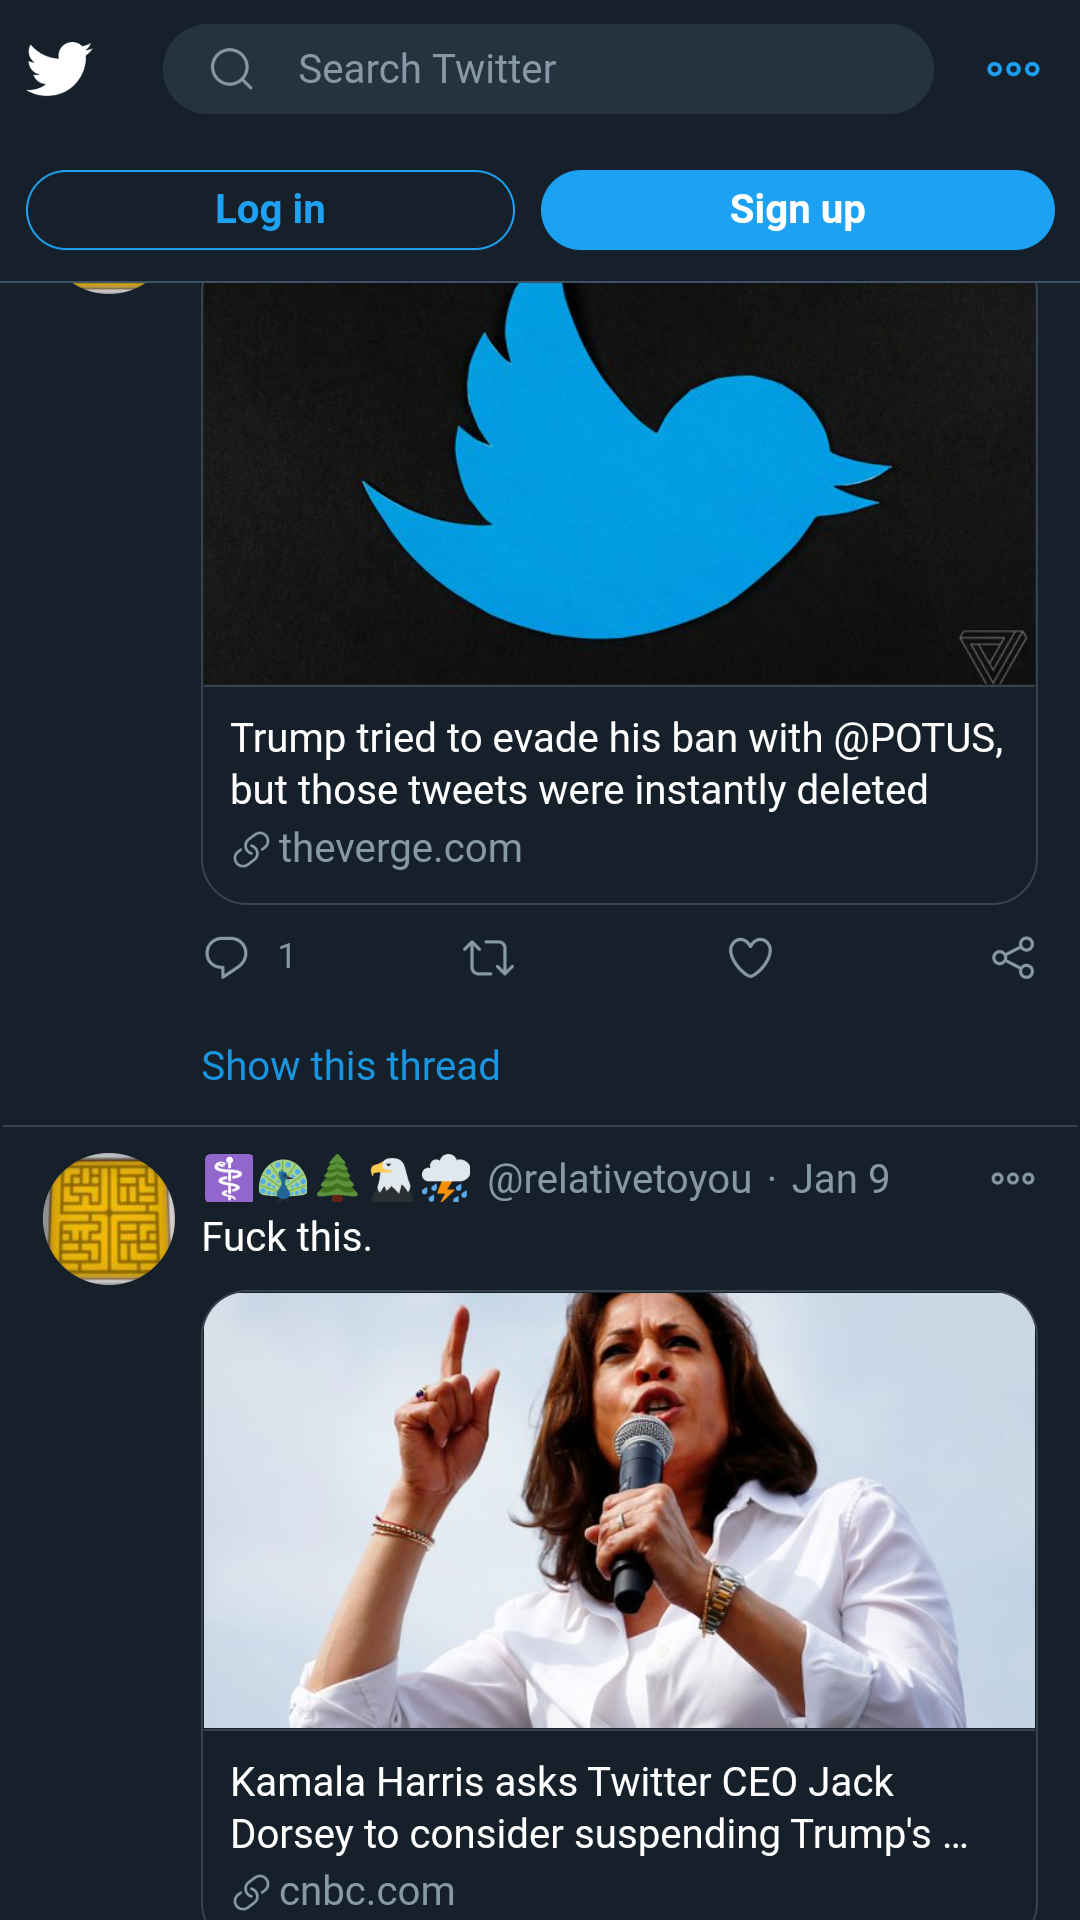 Search Twitter
Log in
Sign up
Trump tried to evade his ban with @POTUS,
but those tweets were instantly deleted
theverge.com
1
Show this thread
@relativetoyou · Jan 9
Fuck this.
Kamala Harris asks Twitter CEO Jack
Dorsey to consider suspending Trump's ...
cnbc.com